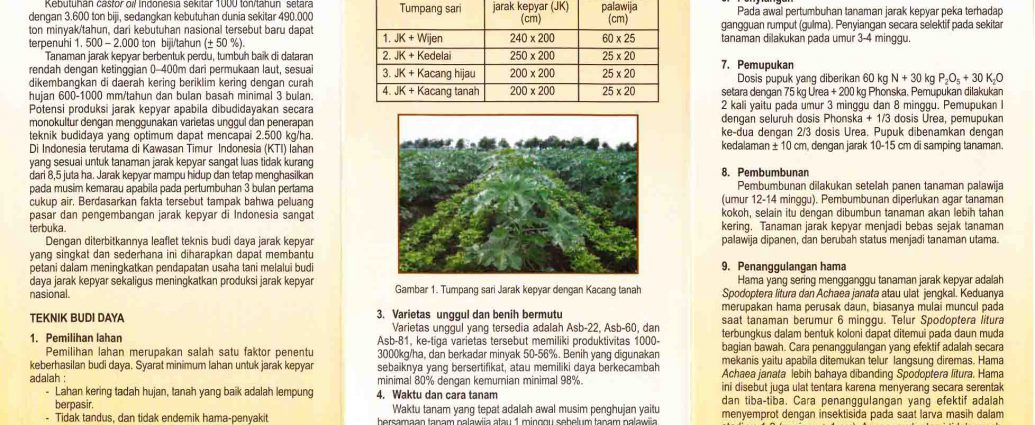 Kebutuhan castor oil Indonesia sekitar 1000 ton/tahun setara
dengan 3.600 ton biji, sedangkan kebutuhan dunia sekitar 490.000
ton minyak/tahun, dari kebutuhan nasional tersebut baru dapat
terpenuhi 1. 500 – 2.000 ton biji/tahun (± 50 %).
Tanaman jarak kepyar berbentuk perdu, tumbuh baik di dataran
rendah dengan ketinggian 0–400m dari permukaan laut, sesuai
dikembangkan di daerah kering beriklim kering dengan curah
hujan 600-1000 mm/tahun dan bulan basah minimal 3 bulan.
Potensi produksi jarak kepyar apabila dibudidayakan secara
monokultur dengan menggunakan varietas unggul dan penerapan
teknik budidaya yang optimum dapat mencapai 2.500 kg/ha.
Di Indonesia terutama di Kawasan Timur Indonesia (KTI) lahan
yang sesuai untuk tanaman jarak kepyar sangat luas tidak kurang
dari 8,5 juta ha. Jarak kepyar mampu hidup dan tetap menghasilkan
pada musim kemarau apabila pada pertumbuhan 3 bulan pertama
cukup air. Berdasarkan fakta tersebut tampak bahwa peluang
pasar dan pengembangan jarak kepyar di Indonesia sangat
terbuka.
Dengan diterbitkannya leaflet teknis budi daya jarak kepyar
yang singkat dan sederhana ini diharapkan dapat membantu
petani dalam meningkatkan pendapatan usaha tani melalui budi
daya jarak kepyar sekaligus meningkatkan produksi jarak kepyar
nasional.
TEKNIK BUDI DAYA
1. Pemilihan lahan
Pemilihan lahan merupakan salah satu faktor penentu
keberhasilan budi daya. Syarat minimum lahan untuk jarak kepyar
adalah :
- Lahan kering tadah hujan, tanah yang baik adalah lempung
berpasir.
- Tidak tandus, dan tidak endemik hama-penyakit
Tumpang sari jarak kepyar (JK) (cm) palawija (cm)
1. JK + Wijen 240 x 200 60 x 25
2. JK + Kedelai 250 x 200 25 x 20
3. JK + Kacang hijau 200 x 200 25 x 20
4. JK + Kacang tanah 200 x 200 25 x 20
Gambar 1. Tumpang sari Jarak kepyar dengan Kacang tanah
3. Varietas unggul dan benih bermutu
Varietas unggul yang tersedia adalah Asb-22, Asb-60, dan
Asb-81, ke-tiga varietas tersebut memiliki produktivitas 1000-
3000kg/ha, dan berkadar minyak 50-56%. Benih yang digunakan
sebaiknya yang bersertifikat, atau memiliki daya berkecambah
minimal 80% dengan kemurnian minimal 98%.
4. Waktu dan cara tanam
Waktu tanam yang tepat adalah awal musim penghujan yaitu
bersamaan tanam palawija atau 1 minggu sebelum tanam palawija.
Pada awal pertumbuhan tanaman jarak kepyar peka terhadap
gangguan rumput (gulma). Penyiangan secara selektif pada sekitar
tanaman dilakukan pada umur 3-4 minggu.
7. Pemupukan
Dosis pupuk yang diberikan 60 kg N + 30 kg P2O5 + 30 K2O
setara dengan 75 kg Urea + 200 kg Phonska. Pemupukan dilakukan
2 kali yaitu pada umur 3 minggu dan 8 minggu. Pemupukan I
dengan seluruh dosis Phonska + 1/3 dosis Urea, pemupukan
ke-dua dengan 2/3 dosis Urea. Pupuk dibenamkan dengan
kedalaman ± 10 cm, dengan jarak 10-15 cm di samping tanaman.
8. Pembumbunan
Pembumbunan dilakukan setelah panen tanaman palawija
(umur 12-14 minggu). Pembumbunan diperlukan agar tanaman
kokoh, selain itu dengan dibumbun tanaman akan lebih tahan
kering. Tanaman jarak kepyar menjadi bebas sejak tanaman
palawija dipanen, dan berubah status menjadi tanaman utama.
9. Penanggulangan hama
Hama yang sering mengganggu tanaman jarak kepyar adalah
Spodoptera litura dan Achaea janata atau ulat jengkal. Keduanya
merupakan hama perusak daun, biasanya mulai muncul pada
saat tanaman berumur 6 minggu. Telur Spodoptera litura
terbungkus dalam bentuk koloni dapat ditemui pada daun muda
bagian bawah. Cara penanggulangan yang efektif adalah secara
mekanis yaitu apabila ditemukan telur langsung diremas. Hama
Achaea janata lebih bahaya dibanding Spodoptera litura. Hama
ini disebut juga ulat tentara karena menyerang secara serentak
dan tiba-tiba. Cara penanggulangan yang efektif adalah
menyemprot dengan insektisida pada saat larva masih dalam